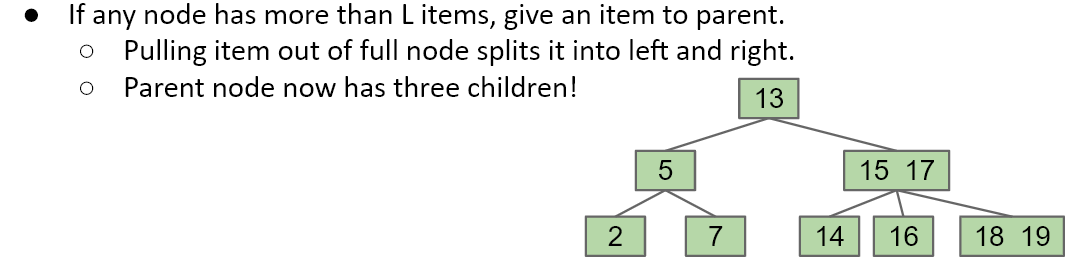 ● If any node has more than L items, give an item to parent.
○ Pulling item out of full node splits it into left and right.
○ Parent node now has three children!
13
5
15 17
2
7
14
16
18 19